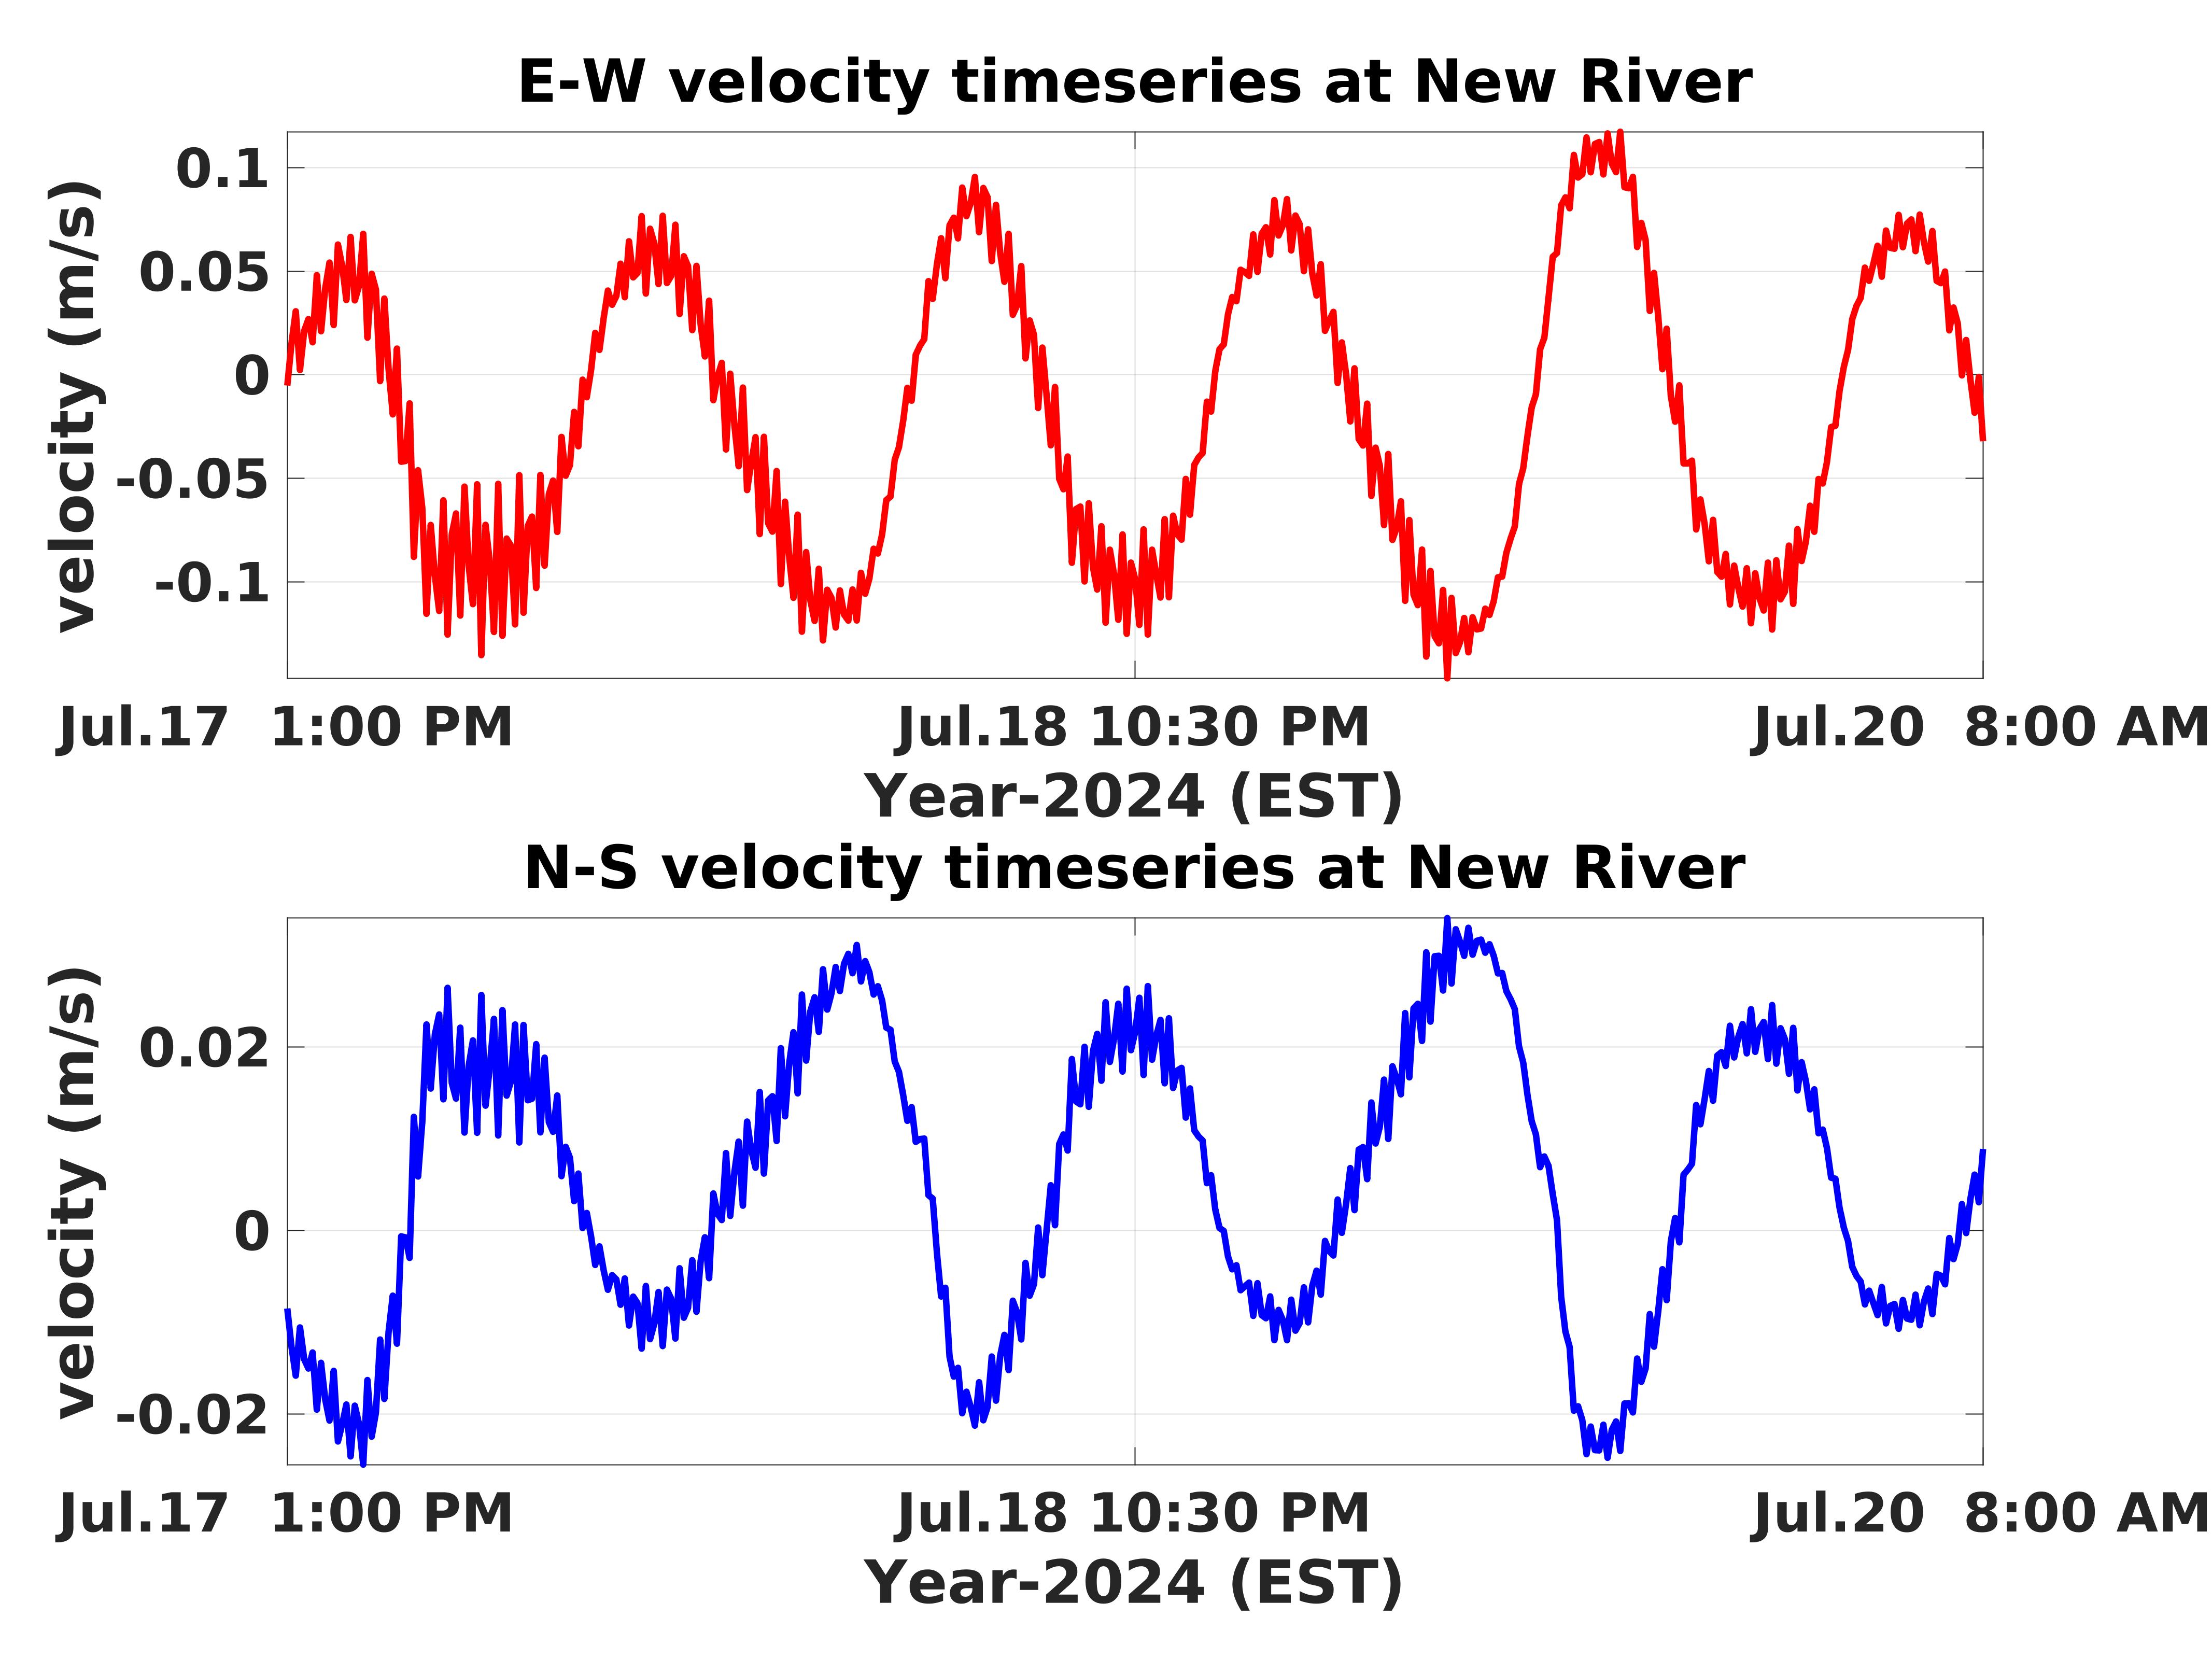 E-W velocity timeseries at New River
velocity (m/s)
0.1
0.05
0
-0.05
-0.1
Jul.17  1:00 PM
Jul.18 10:30 PM
Jul.20  8:00 AM
Year-2024 (EST)
N-S velocity timeseries at New River
velocity (m/s)
0.02
0
-0.02
Jul.17  1:00 PM
Jul.18 10:30 PM
Jul.20  8:00 AM
Year-2024 (EST)